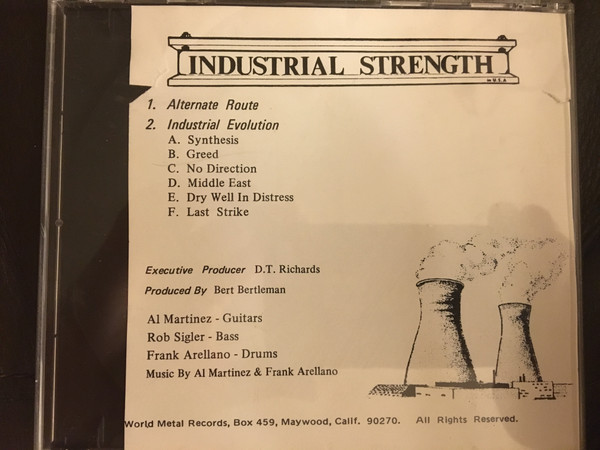 INDUSTRIAL STRENGTH
in U.S.A.
1. Alternate Route
2. Industrial Evolution
A. Synthesis
B. Greed
C. No Direction
D. Middle East
E. Dry Well In Distress
F. Last Strike
Executive Producer D.T. Richards
Produced By Bert Bertleman
Al Martinez - Guitars
Rob Sigler - Bass
Frank Arellano - Drums
Music By Al Martinez & Frank Arellano
World Metal Records, Box 459, Maywood, Calif. 90270. All Rights Reserved.